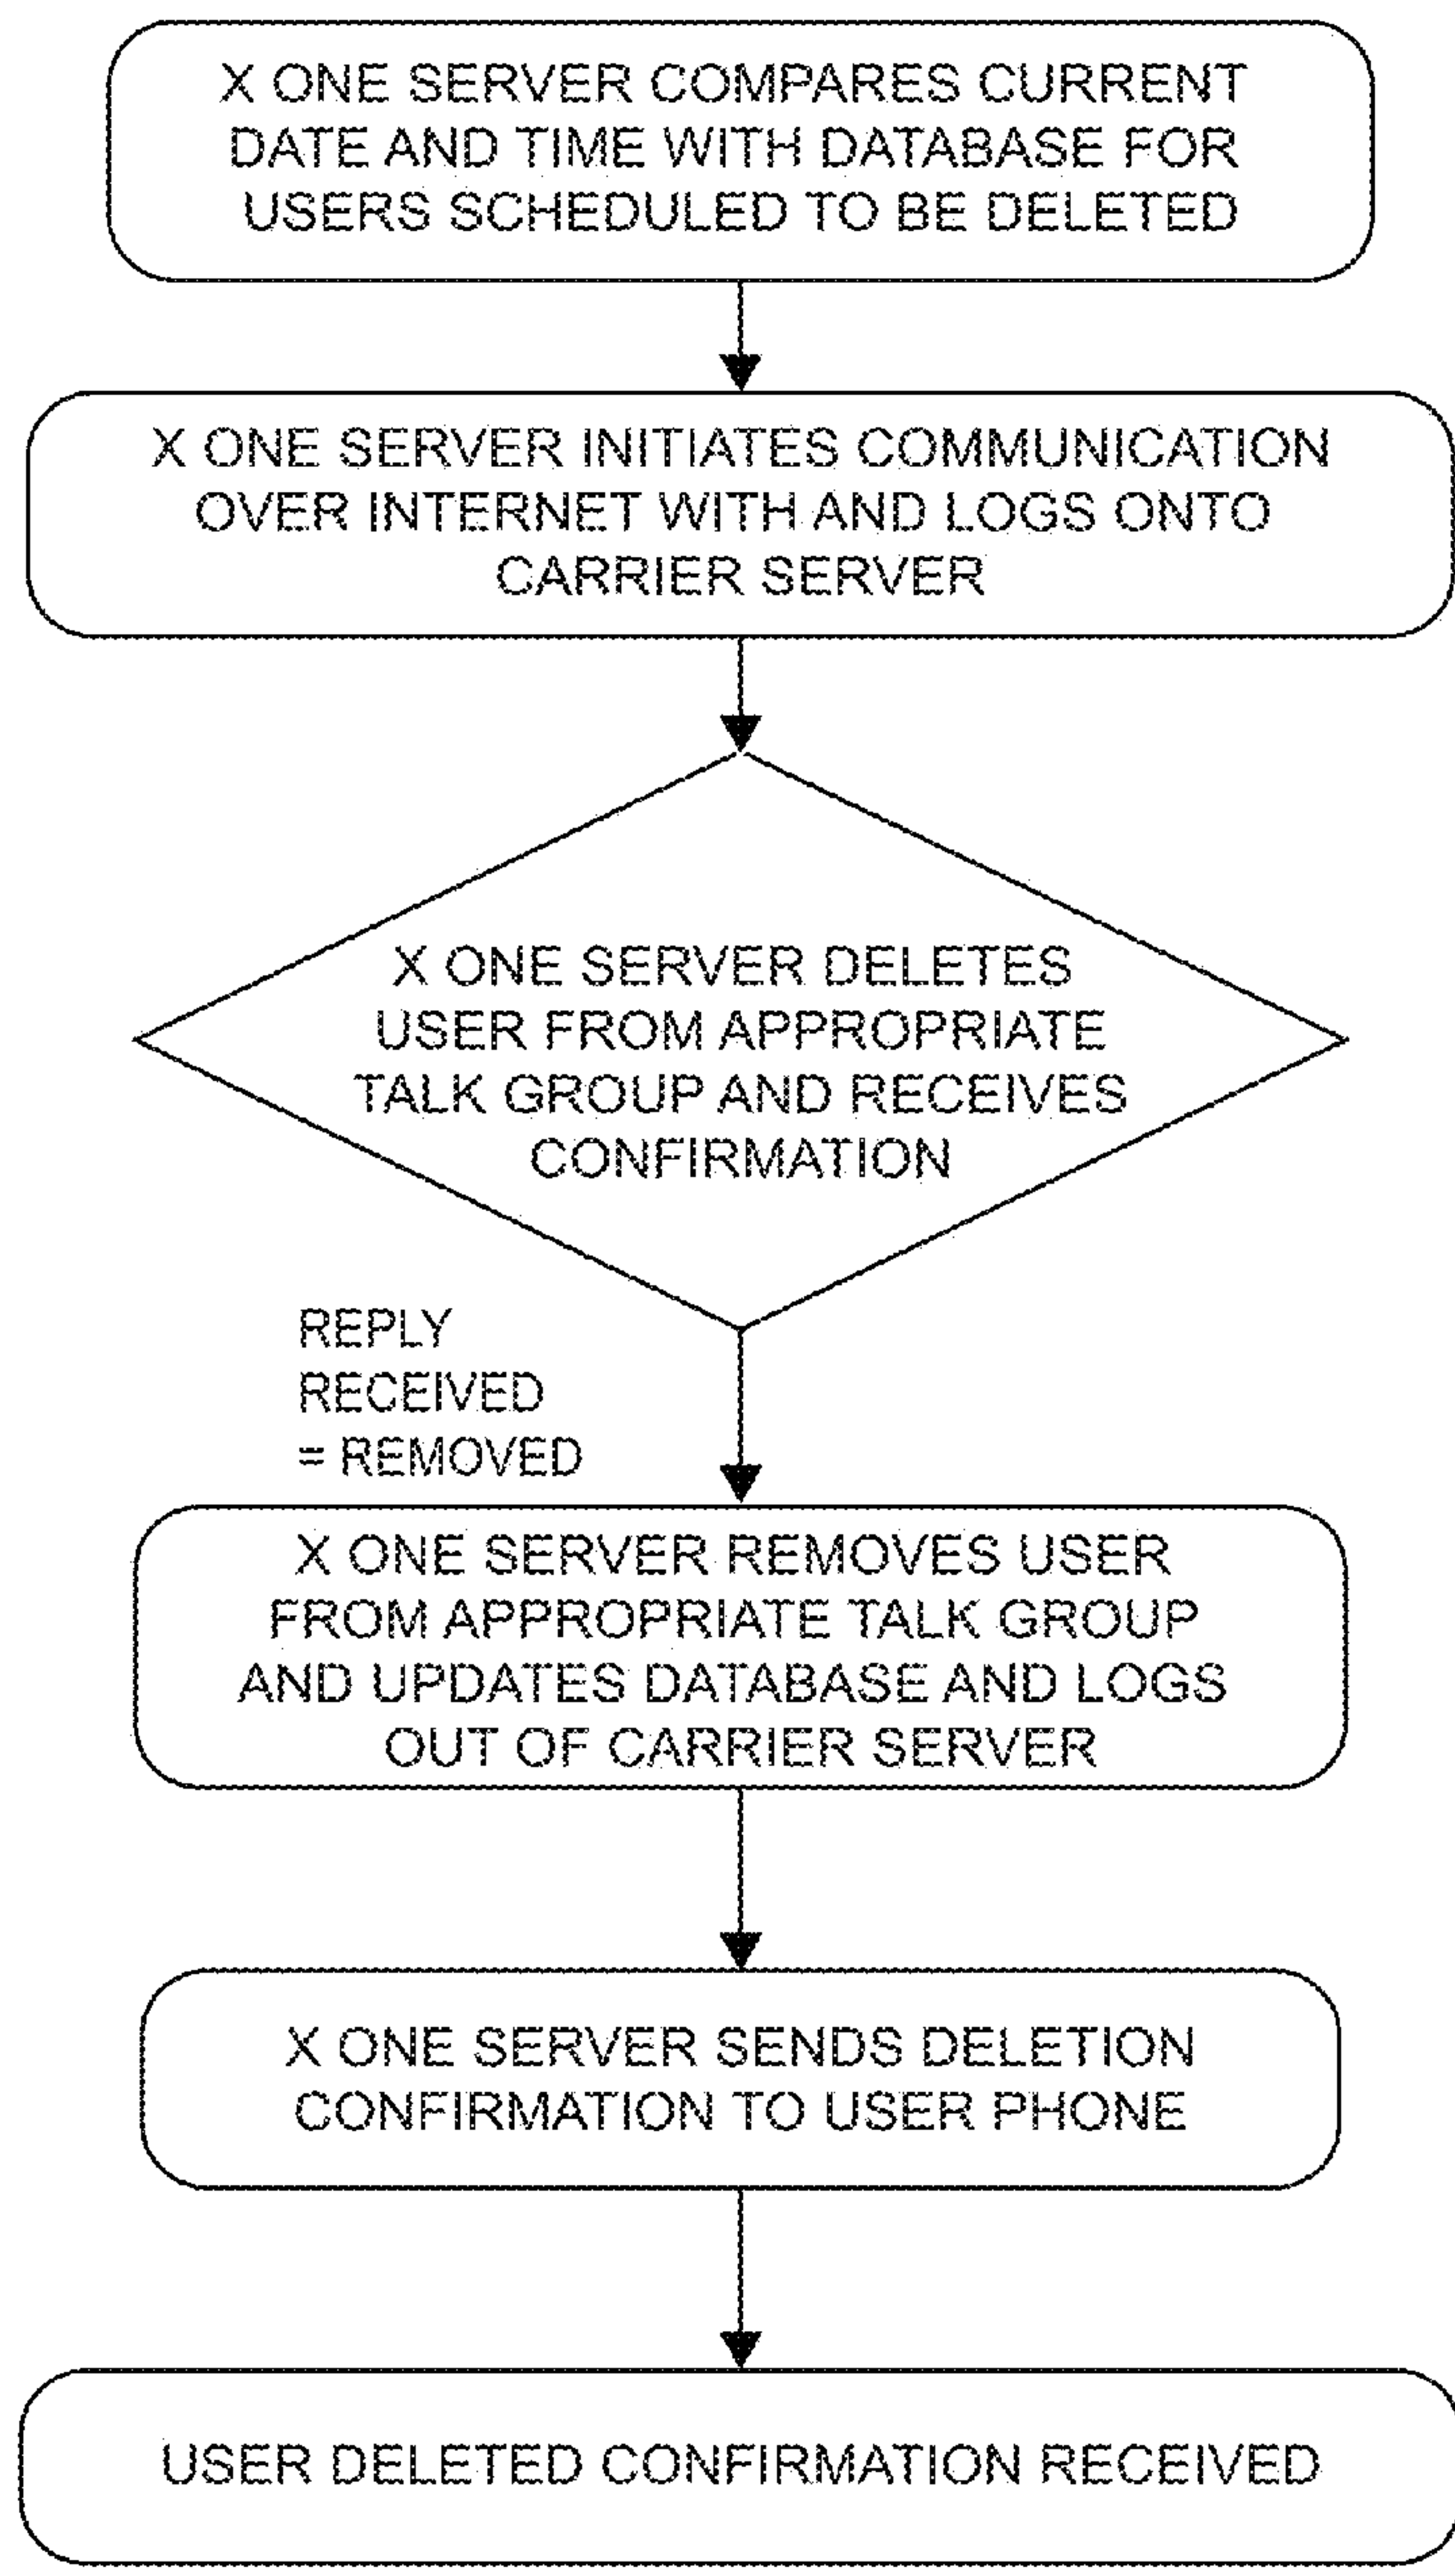 X ONE SERVER COMPARES CURRENT
DATE AND TIME WITH DATABASE FOR
USERS SCHEDULED TO BE DELETED
X ONE SERVER INITIATES COMMUNICATION
OVER INTERNET WITH AND LOGS ONTO
CARRIER SERVER
X ONE SERVER DELETES
USER FROM APPROPRIATE
TALK GROUP AND RECEIVES
CONFIRMATION
REPLY
RECEIVED
= REMOVED
X ONE SERVER REMOVES USER
FROM APPROPRIATE TALK GROUP
AND UPDATES DATABASE AND LOGS
OUT OF CARRIER SERVER
X ONE SERVER SENDS DELETION
CONFIRMATION TO USER PHONE
USER DELETED CONFIRMATION RECEIVED